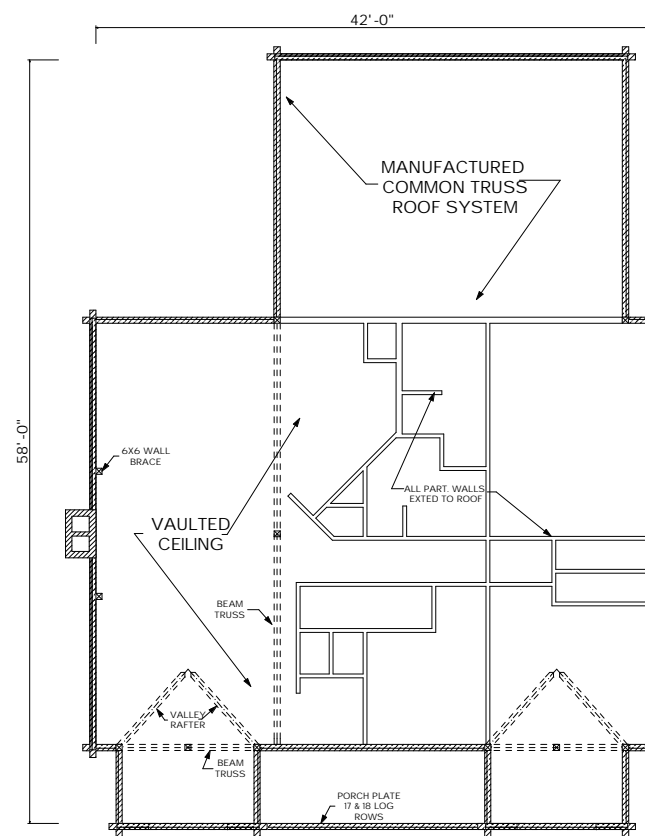 42'-0"
MANUFACTURED
COMMON TRUSS
ROOF SYSTEM
58'-0"
6X6 WALL
BRACE
ALL PART. WALLS
EXTED TO ROOF
VAULTED
CEILING
BEAM
TRUSS
VALLEY
RAFTER
BEAM
TRUSS
PORCH PLATE
17 & 18 LOG
ROWS